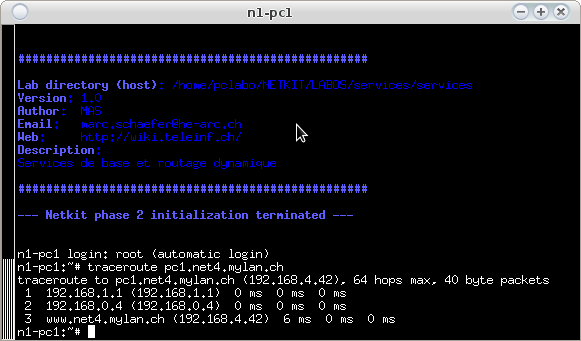 n1-pc1
####################################################
Lab directory (host): /home/pclabo/NETKIT/LABOS/services/services
Version: 1.0
Author: MAS
Email: marc.schaefer@he-arc.ch
Web: http://wiki.teleinf.ch/
Description:
Services de base et routage dynamique
####################################################
--- Netkit phase 2 initialization terminated ---
n1-pc1 login: root (automatic login)
n1-pc1:~# traceroute pc1.net4.mylan.ch
traceroute to pc1.net4.mylan.ch (192.168.4.42), 64 hops max, 40 byte packets
1 192.168.1.1 (192.168.1.1) 0 ms 0 ms 0 ms
2 192.168.0.4 (192.168.0.4) 0 ms 0 ms 0 ms
3 www.net4.mylan.ch (192.168.4.42) 6 ms 0 ms 0 ms
n1-pc1:~#